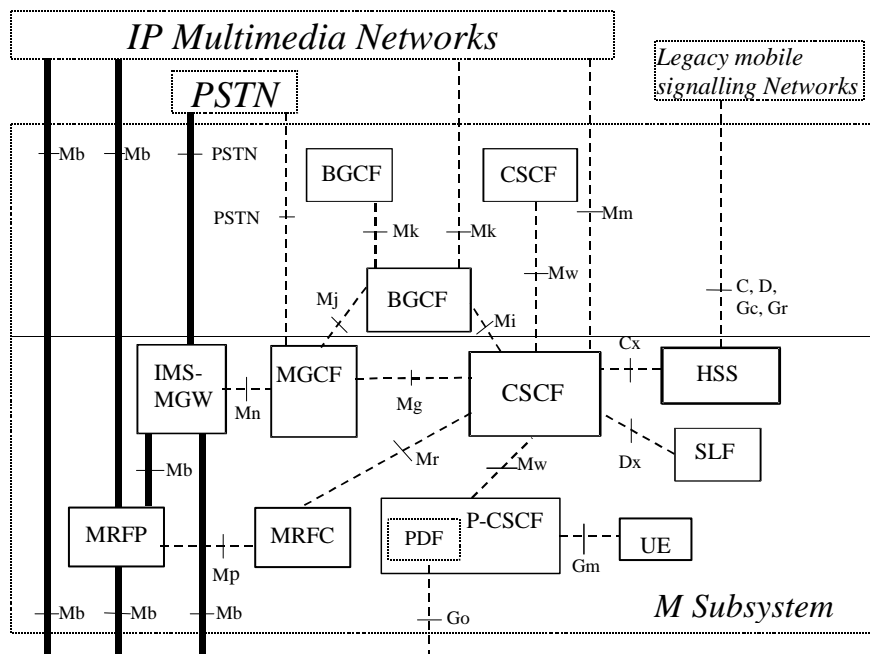 IP Multimedia Networks
Legacy mobile
signalling Networks
PSTN
Mb
Mb
PSTN
BGCF
CSCF
PSTN
Mk
Mk
Mm
Mw
C, D,
Gc, Gr
BGCF
Mj
Mi
Cx
IMS-
MGW
MGCF
CSCF
HSS
Mn
Mg
Mr
Mw
Dx
SLF
Mb
MRFP
MRFC
P-CSCF
PDF
UE
Mp
Gm
Mb
Mb
Mb
Go
M Subsystem